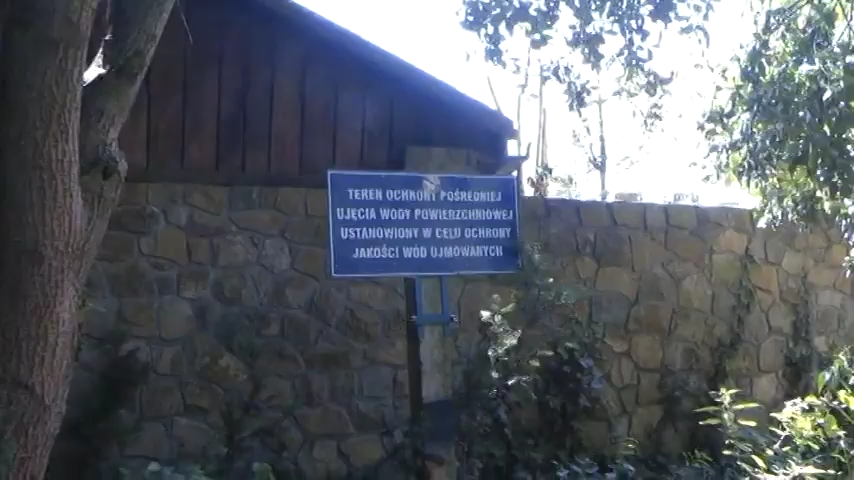 TEREN OCHRONY POŚREDNIEJ
UJĘCIA WODY POWIERZCHNIOWEJ
USTANOWIONY W CELU OCHRONY
JAKOŚCI WÓD UJMOWANYCH